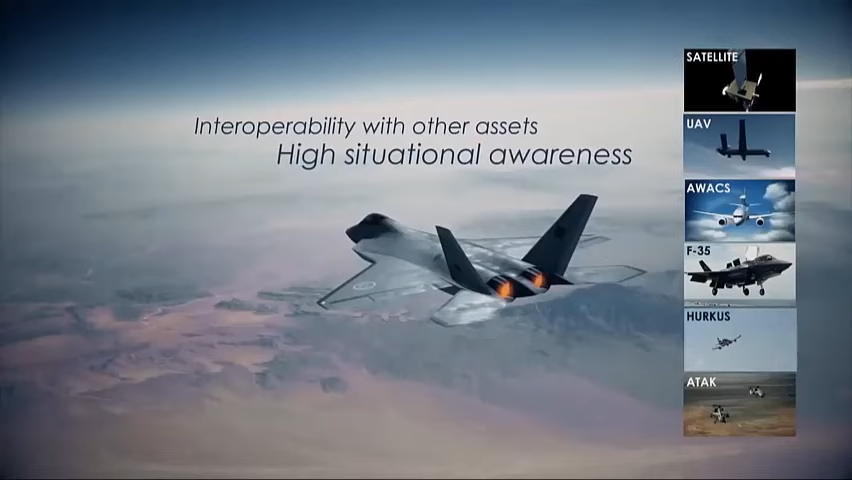 Interoperability with other assets
High situational awareness
SATELLITE
UAV
AWACS
F-35
HURKUS
ATAK